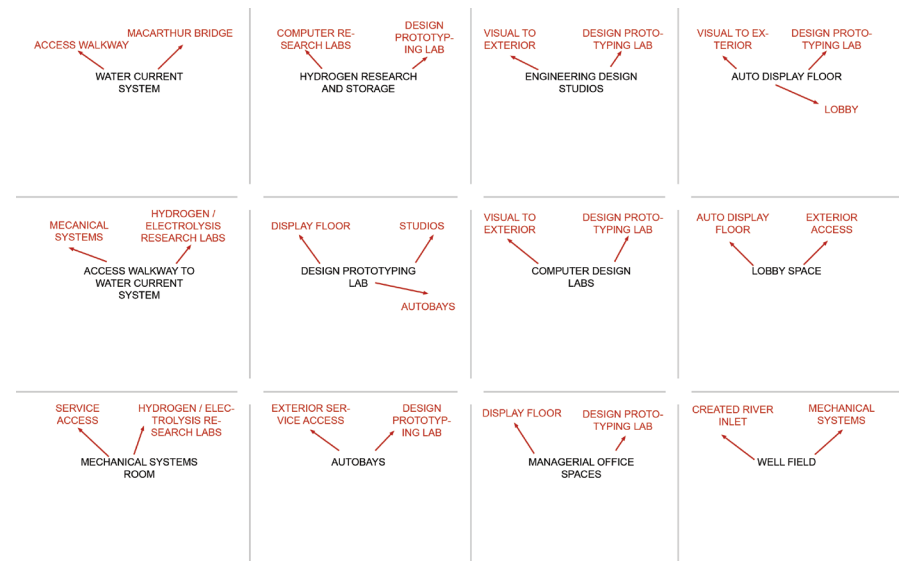 MACARTHUR BRIDGE
ACCESS WALKWAY
WATER CURRENT
SYSTEM
COMPUTER RE-
SEARCH LABS
DESIGN
PROTOTYP-
ING LAB
HYDROGEN RESEARCH
AND STORAGE
VISUAL TO
EXTERIOR
DESIGN PROTO-
TYPING LAB
ENGINEERING DESIGN
STUDIOS
VISUAL TO EX-
TERIOR
DESIGN PROTO-
TYPING LAB
AUTO DISPLAY FLOOR
LOBBY
MECANICAL
SYSTEMS
HYDROGEN /
ELECTROLYSIS
RESEARCH LABS
ACCESS WALKWAY TO
WATER CURRENT
SYSTEM
DISPLAY FLOOR
STUDIOS
DESIGN PROTOTYPING
LAB
AUTOBAYS
VISUAL TO
EXTERIOR
DESIGN PROTO-
TYPING LAB
COMPUTER DESIGN
LABS
AUTO DISPLAY
FLOOR
EXTERIOR
ACCESS
LOBBY SPACE
SERVICE
ACCESS
HYDROGEN / ELEC-
TROLYSIS RE-
SEARCH LABS
MECHANICAL SYSTEMS
ROOM
EXTERIOR SER-
VICE ACCESS
DESIGN
PROTOTYP-
ING LAB
AUTOBAYS
DISPLAY FLOOR
DESIGN PROTO-
TYPING LAB
MANAGERIAL OFFICE
SPACES
CREATED RIVER
INLET
MECHANICAL
SYSTEMS
WELL FIELD